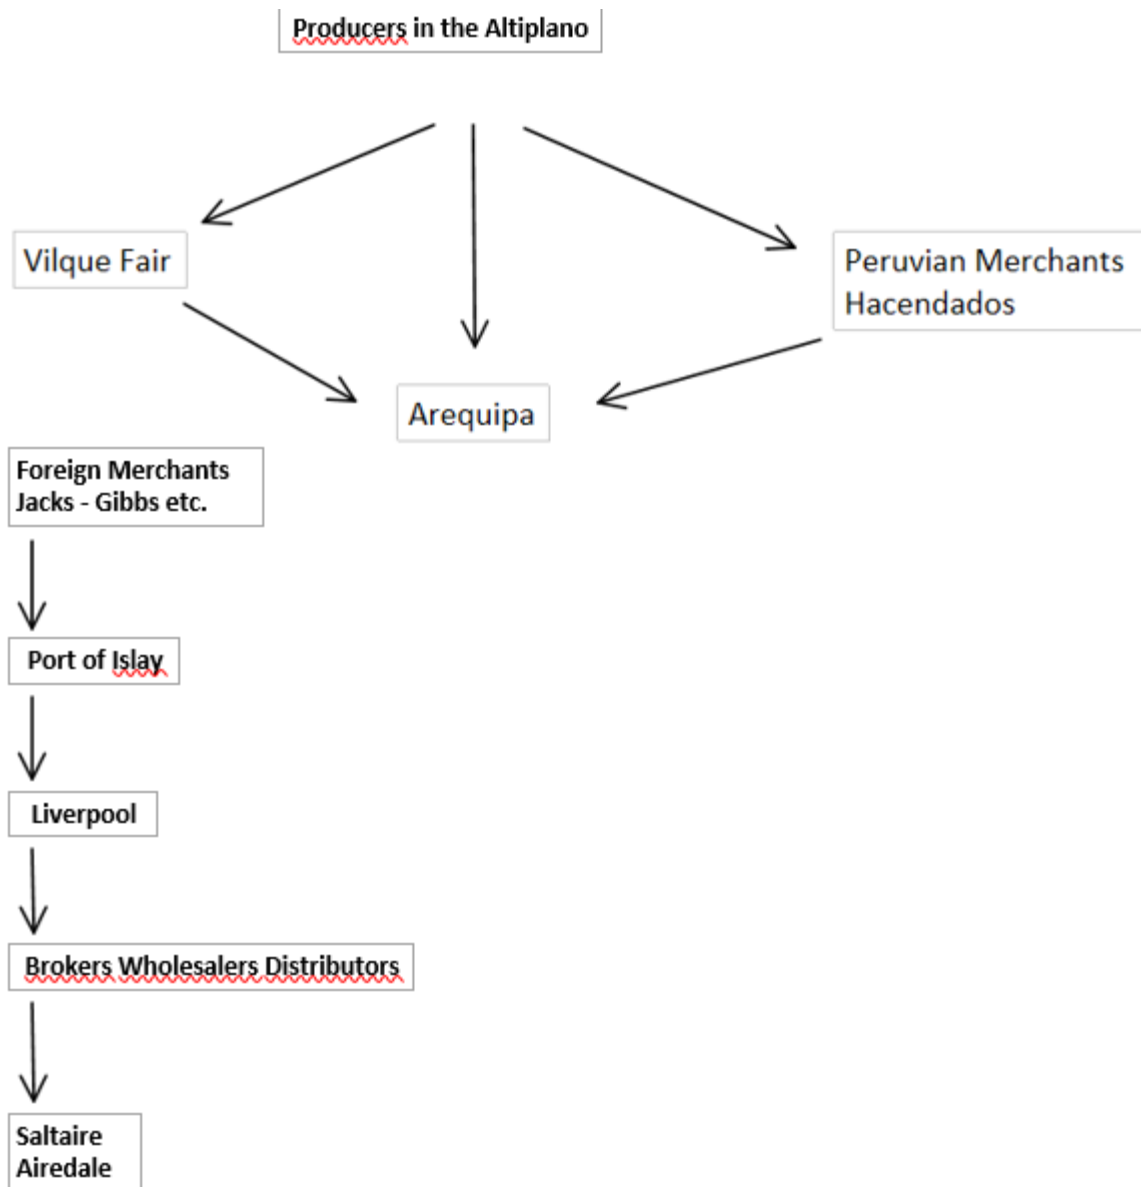 Producers in the Altiplano
Vilque Fair
Peruvian Merchants
Hacendados
Arequipa
Foreign Merchants
Jacks - Gibbs etc.
Port of Islay
Liverpool
Brokers Wholesalers Distributors
Saltaire
Airedale